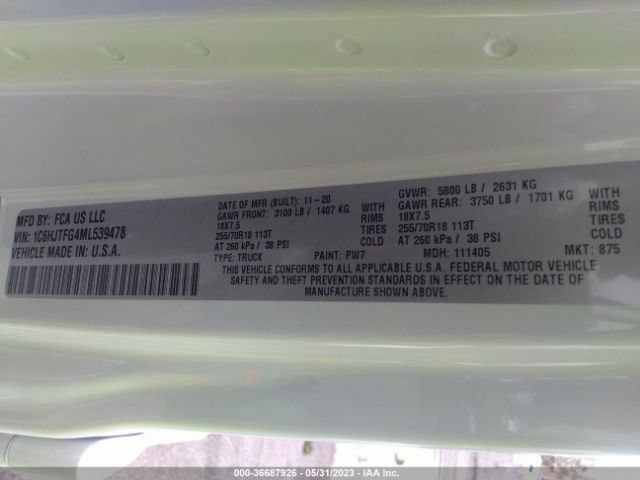 MFD BY: FCA US LLC
VIN: 1C6HJTFG4ML539478
VEHICLE MADE IN: U.S.A.
DATE OF MFR (BUILT): 11-20
GAWR FRONT: 3100 LB / 1407 KG
18X7.5
255/70R18 113T
AT 260 kPa / 38 PSI
TYPE: TRUCK
WITH
RIMS
TIRES
COLD
PAINT: PW7
GVWR: 5800 LB / 2631 KG
GAWR REAR: 3750 LB / 1701 KG
18X7.5
255/70R18 113T
AT 260 kPa / 38 PSI
MDH: 111405
WITH
RIMS
TIRES
COLD
MKT: 875
THIS VEHICLE CONFORMS TO ALL APPLICABLE U.S.A. FEDERAL MOTOR VEHICLE
SAFETY AND THEFT PREVENTION STANDARDS IN EFFECT ON THE DATE OF
MANUFACTURE SHOWN ABOVE.
000-36687926 - 05/31/2023 - IAA Inc.